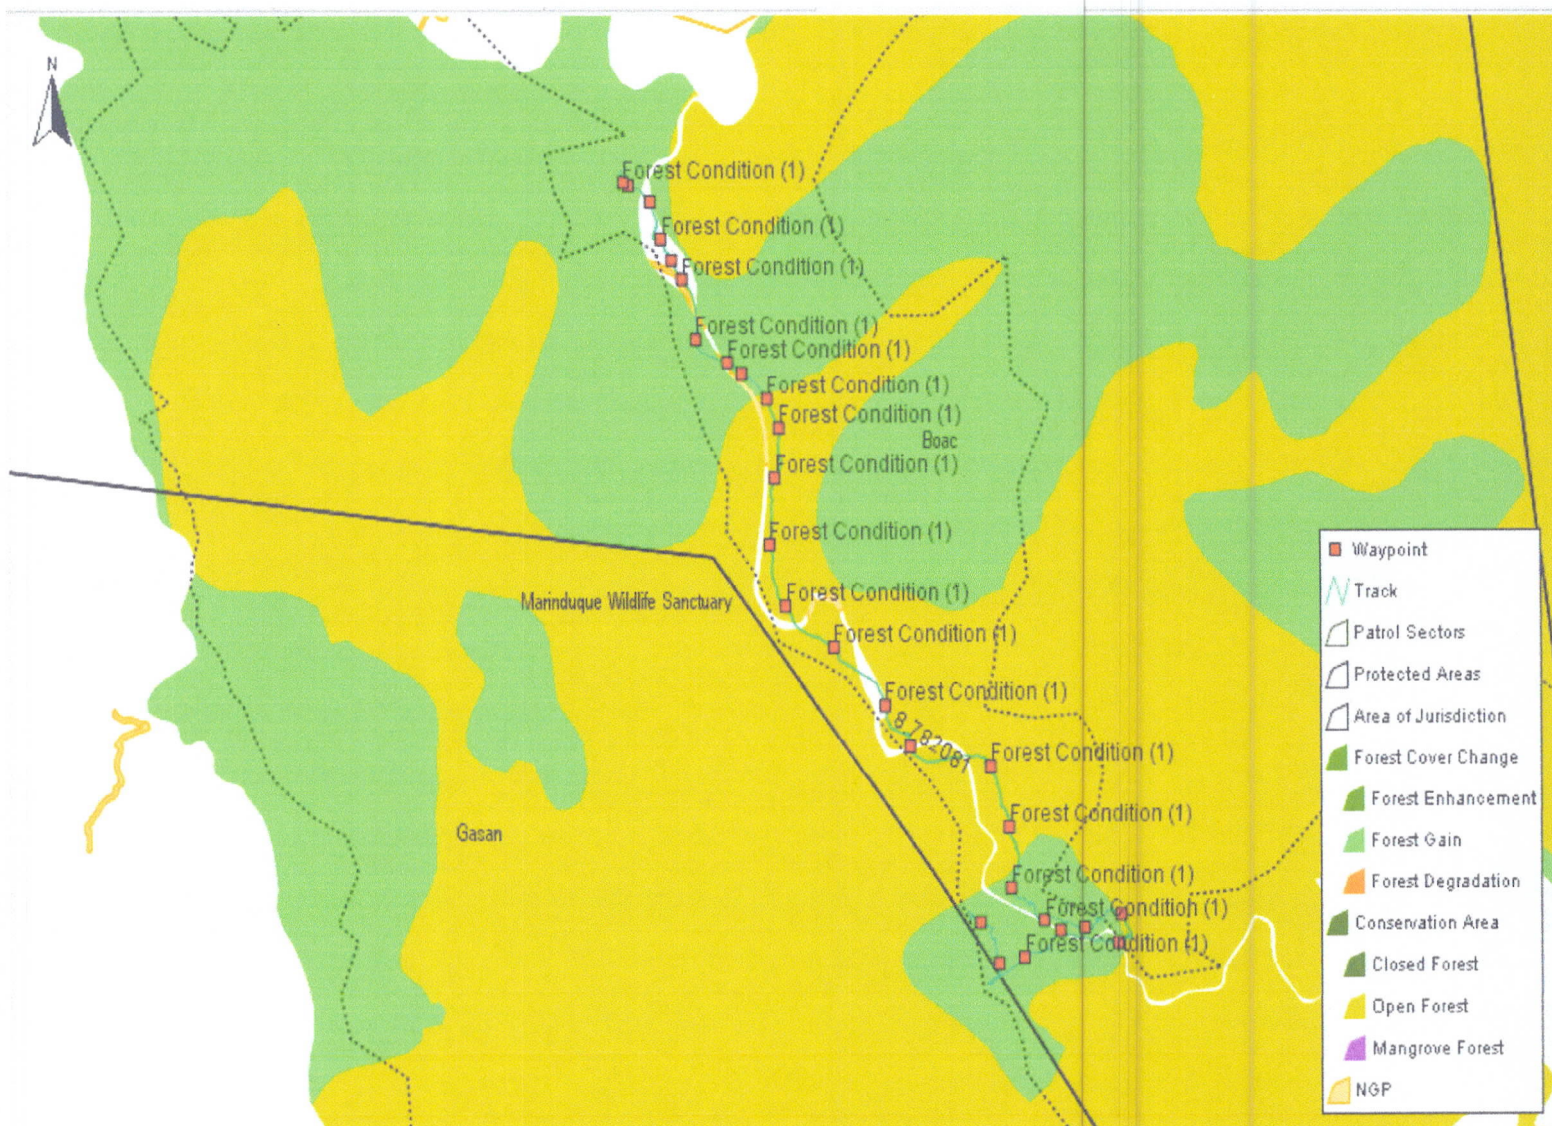 N
Forest Condition (1)
Forest Condition (1)
Forest Condition (1)
Forest Condition (1)
Forest Condition (1)
Forest Condition (1)
Forest Condition (1)
Boac
Forest Condition (1)
Forest Condition (1)
Forest Condition (1)
Marinduque Wildlife Sanctuary
Forest Condition (1)
Forest Condition (1)
8.782081
Forest Condition (1)
Forest Condition (1)
Gasan
Forest Condition (1)
Forest Condition (1)
Forest Condition (1)
Waypoint
Track
Patrol Sectors
Protected Areas
Area of Jurisdiction
Forest Cover Change
Forest Enhancement
Forest Gain
Forest Degradation
Conservation Area
Closed Forest
Open Forest
Mangrove Forest
NGP